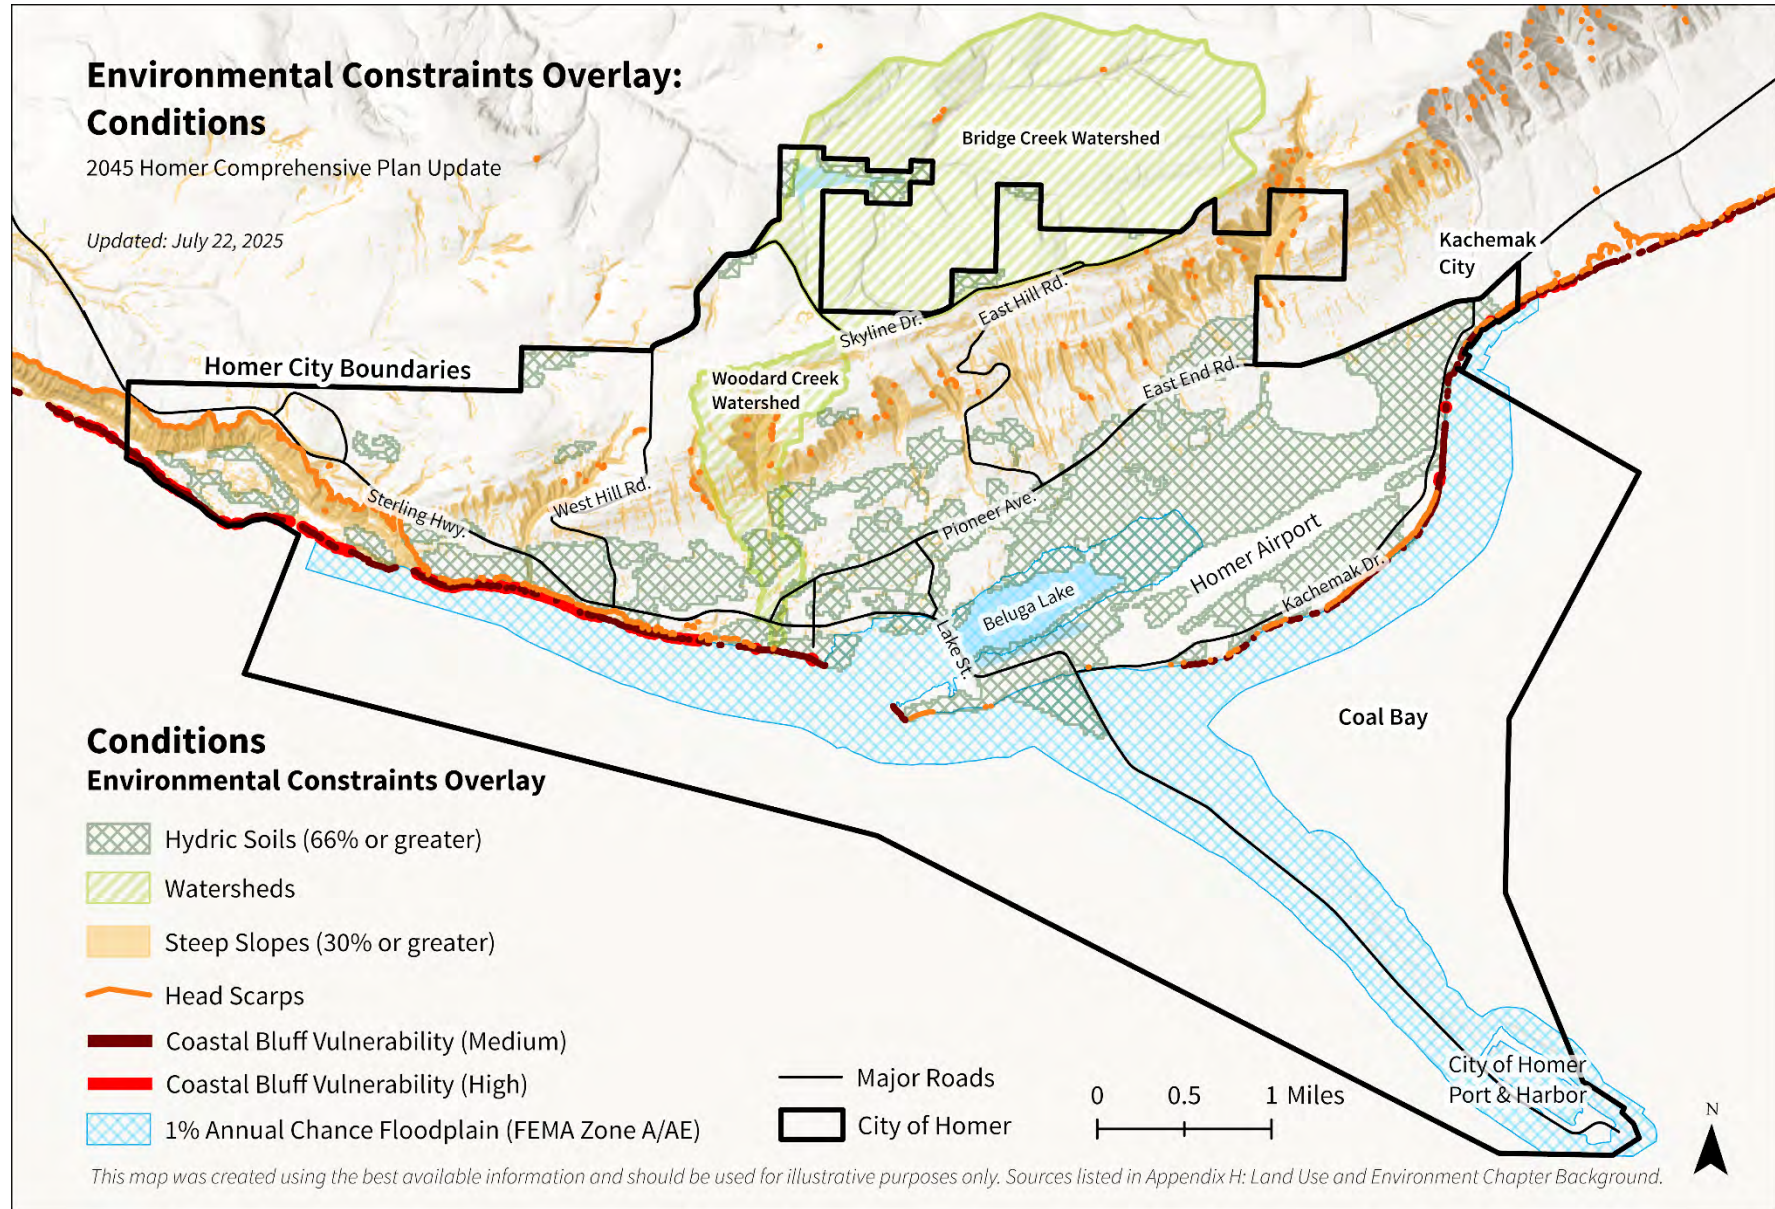 Environmental Constraints Overlay:
Conditions
2045 Homer Comprehensive Plan Update
Updated: July 22, 2025
Bridge Creek Watershed
Kachemak
City
East Hill Rd.
Skyline Dr.
Homer City Boundaries
Woodard Creek
Watershed
East End Rd.
Sterling Hwy.
West Hill Rd.
Pioneer Ave.
Homer Airport
Beluga Lake
Kachemak Dr.
Lake St.
Coal Bay
Conditions
Environmental Constraints Overlay
Hydric Soils (66% or greater)
Watersheds
Steep Slopes (30% or greater)
Head Scarps
Coastal Bluff Vulnerability (Medium)
Coastal Bluff Vulnerability (High)
1% Annual Chance Floodplain (FEMA Zone A/AE)
Major Roads
City of Homer
0 0.5 1 Miles
City of Homer
Port & Harbor
N
This map was created using the best available information and should be used for illustrative purposes only. Sources listed in Appendix H: Land Use and Environment Chapter Background.